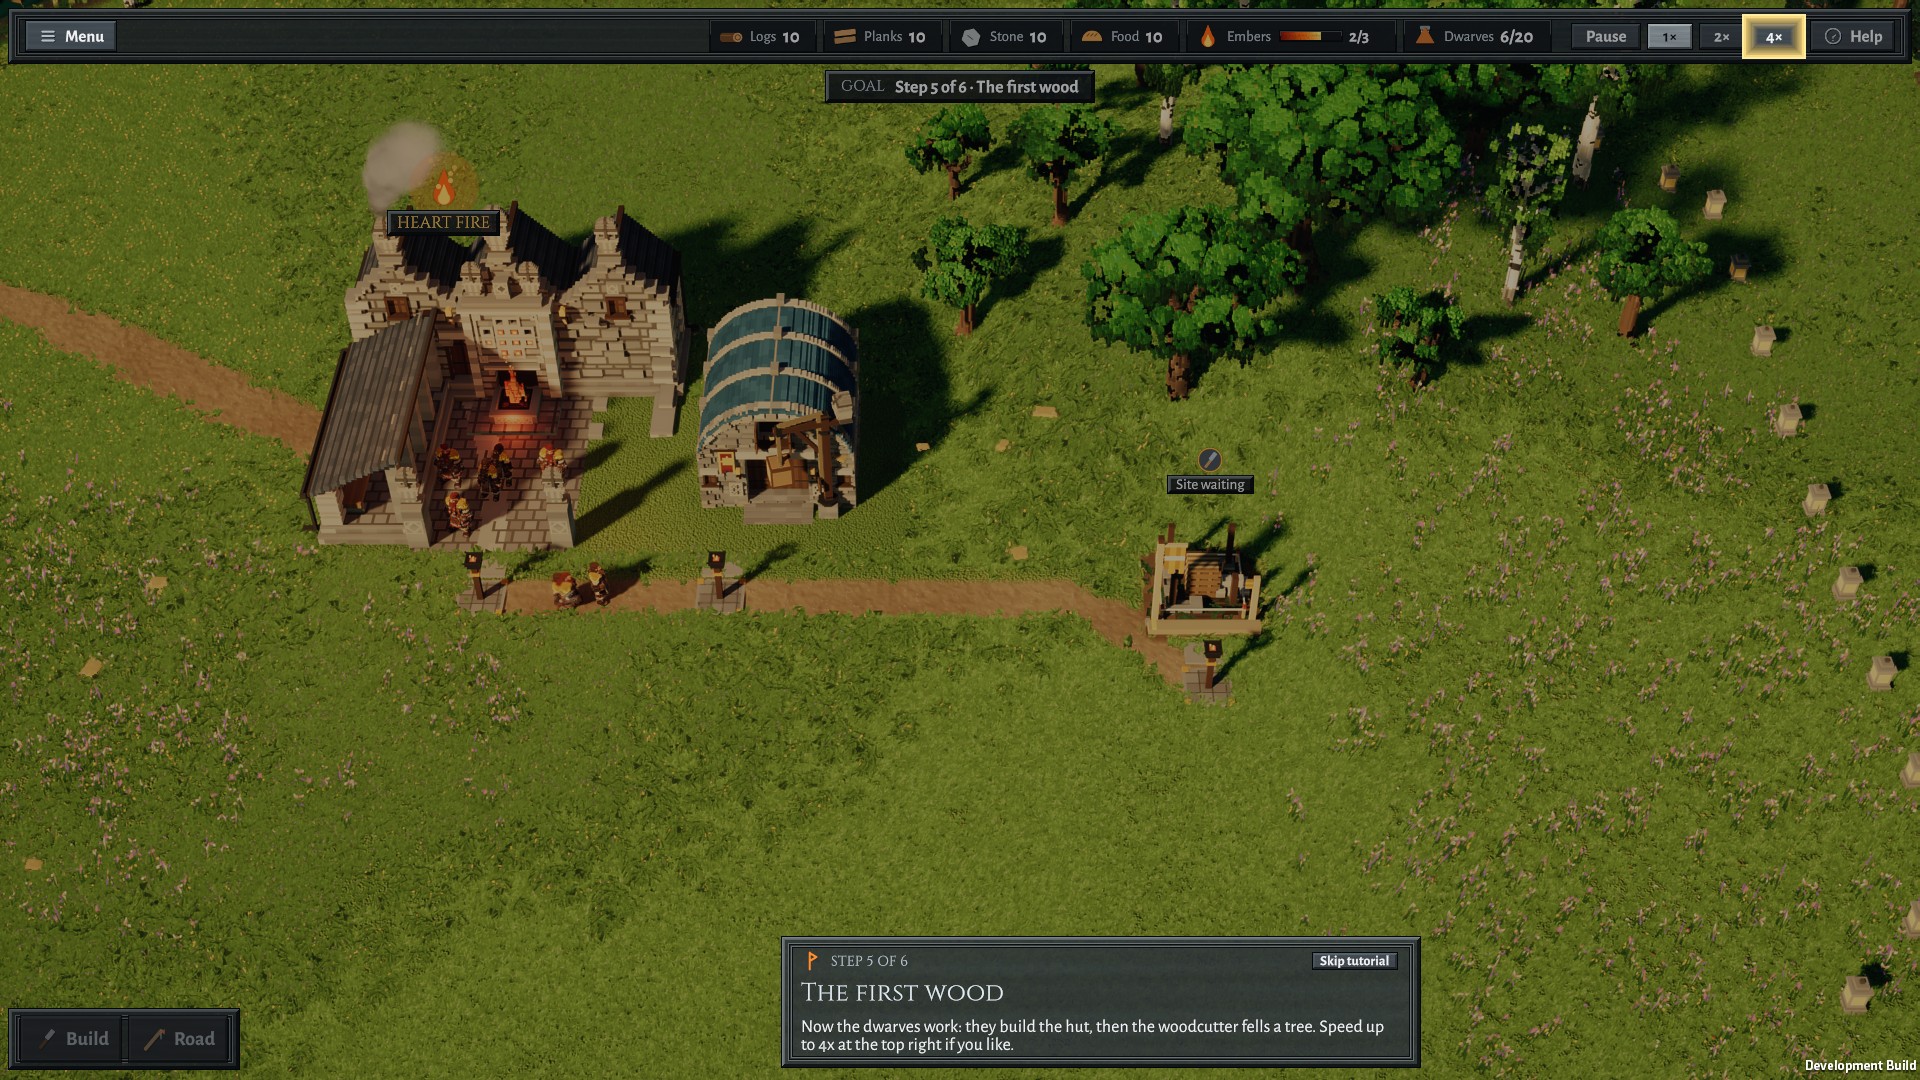 Menu
Logs 10
Planks 10
Stone 10
Food 10
Embers 2/3
Dwarves 6/20
Pause
1×
2×
4×
Help
GOAL Step 5 of 6 · The first wood
HEART FIRE
Site waiting
STEP 5 OF 6
Skip tutorial
THE FIRST WOOD
Now the dwarves work: they build the hut, then the woodcutter fells a tree. Speed up
to 4x at the top right if you like.
Build
Road
Development Build